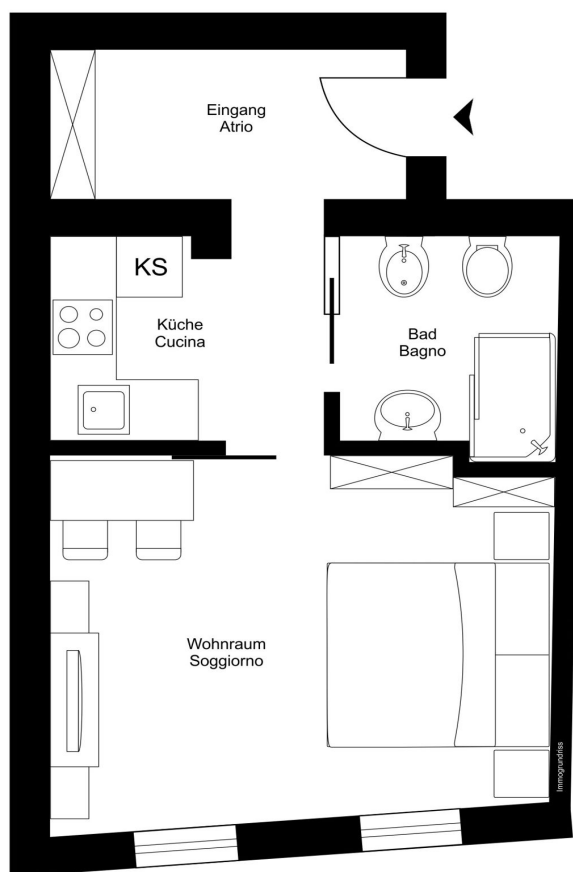 Eingang
Atrio
KS
Küche
Cucina
Bad
Bagno
Wohnraum
Soggiorno
Immogrundriss